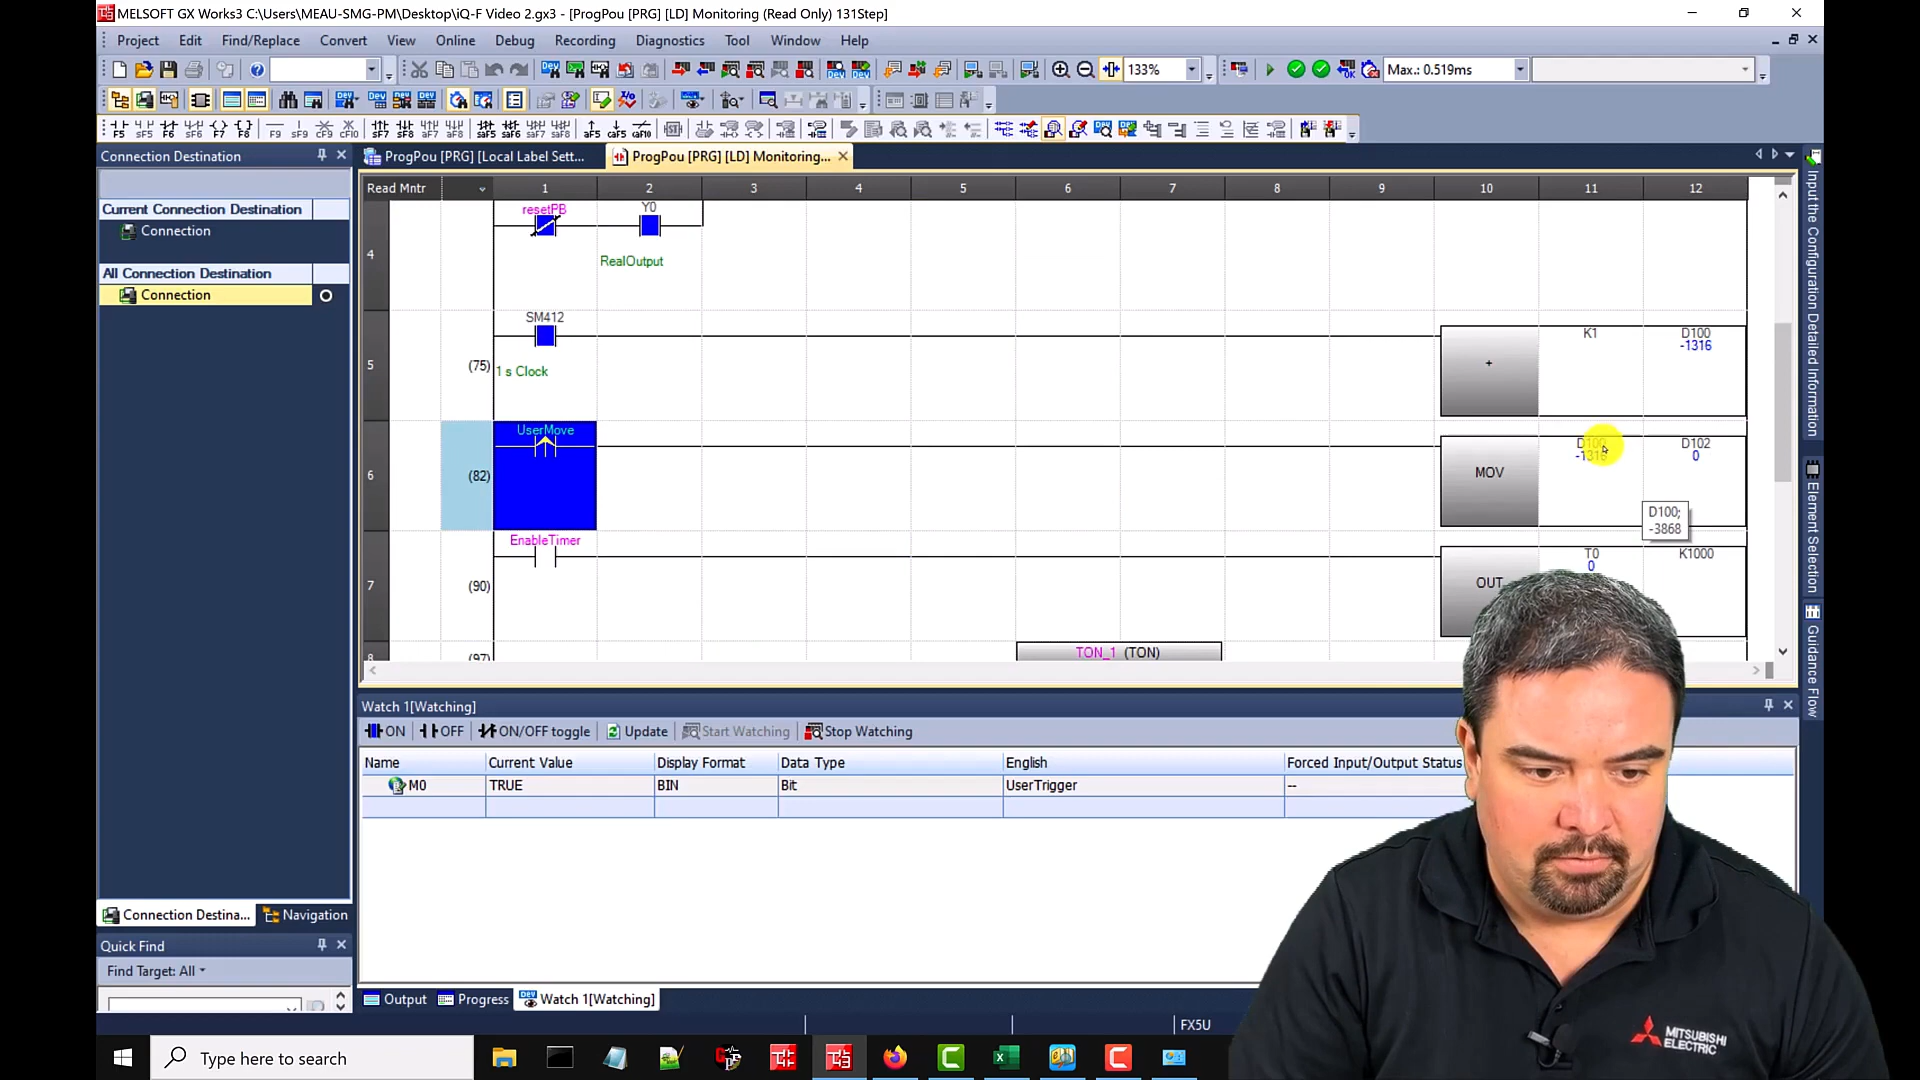 MELSOFT GX Works3 C:\Users\MEAU-SMG-PM\Desktop\iQ-F Video 2.gx3 - [ProgPou [PRG] [LD] Monitoring (Read Only) 131Step]
Project Edit Find/Replace Convert View Online Debug Recording Diagnostics Tool Window Help
133%
Max.: 0.519ms
Connection Destination
ProgPou [PRG] [Local Label Sett...
ProgPou [PRG] [LD] Monitoring...
Read Mntr 1 2 3 4 5 6 7 8 9 10 11 12
Current Connection Destination
Connection
All Connection Destination
Connection
resetPB Y0
4
RealOutput
SM412
K1 D100
-1316
5 (75) +
1 s Clock
UserMove
D102
0
6 (82) MOV
D100;
-3868
EnableTimer
T0 K1000
0
7 (90) OUT
8 (97)
TON_1 (TON)
Input the Configuration Detailed Information
Element Selection
Guidance Flow
Watch 1[Watching]
ON OFF ON/OFF toggle Update Start Watching Stop Watching
Name Current Value Display Format Data Type English Forced Input/Output Status
M0 TRUE BIN Bit UserTrigger --
Connection Destina... Navigation
Quick Find
Find Target: All
Output Progress Watch 1[Watching]
FX5U
Type here to search
MITSUBISHI
ELECTRIC